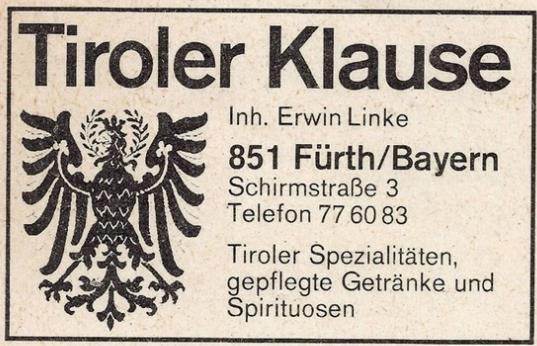 Tiroler Klause
Inh. Erwin Linke
851 Fürth/Bayern
Schirmstraße 3
Telefon 77 60 83
Tiroler Spezialitäten,
gepflegte Getränke und
Spirituosen